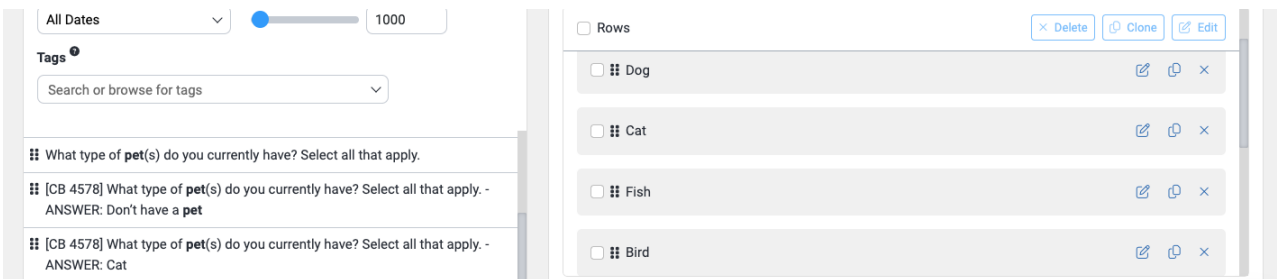 All Dates
1000
Tags
Search or browse for tags
What type of pet(s) do you currently have? Select all that apply.
[CB 4578] What type of pet(s) do you currently have? Select all that apply. -
ANSWER: Don't have a pet
[CB 4578] What type of pet(s) do you currently have? Select all that apply. -
ANSWER: Cat
Rows
Delete
Clone
Edit
Dog
Cat
Fish
Bird